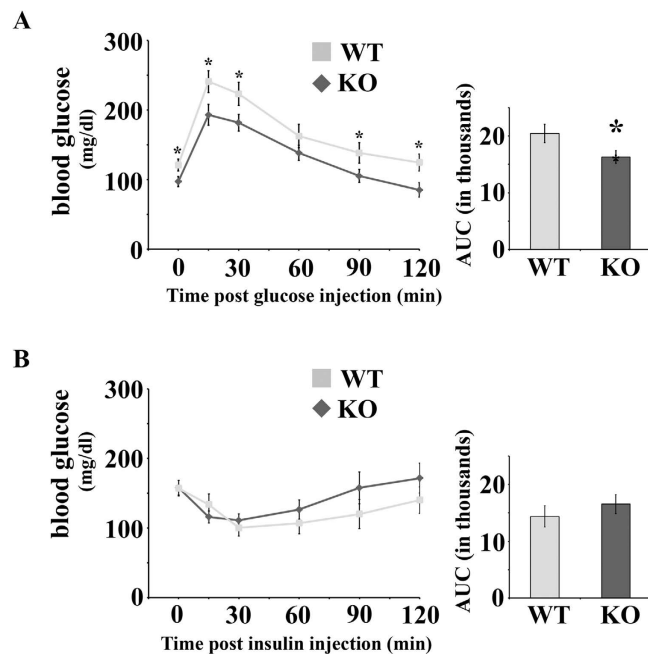 A
300
200
100
0
blood glucose
(mg/dl)
WT
KO
* * * * *
0 30 60 90 120
Time post glucose injection (min)
20
10
0
AUC (in thousands)
*
*
WT KO
B
300
200
100
0
blood glucose
(mg/dl)
WT
KO
0 30 60 90 120
Time post insulin injection (min)
20
10
0
AUC (in thousands)
WT KO